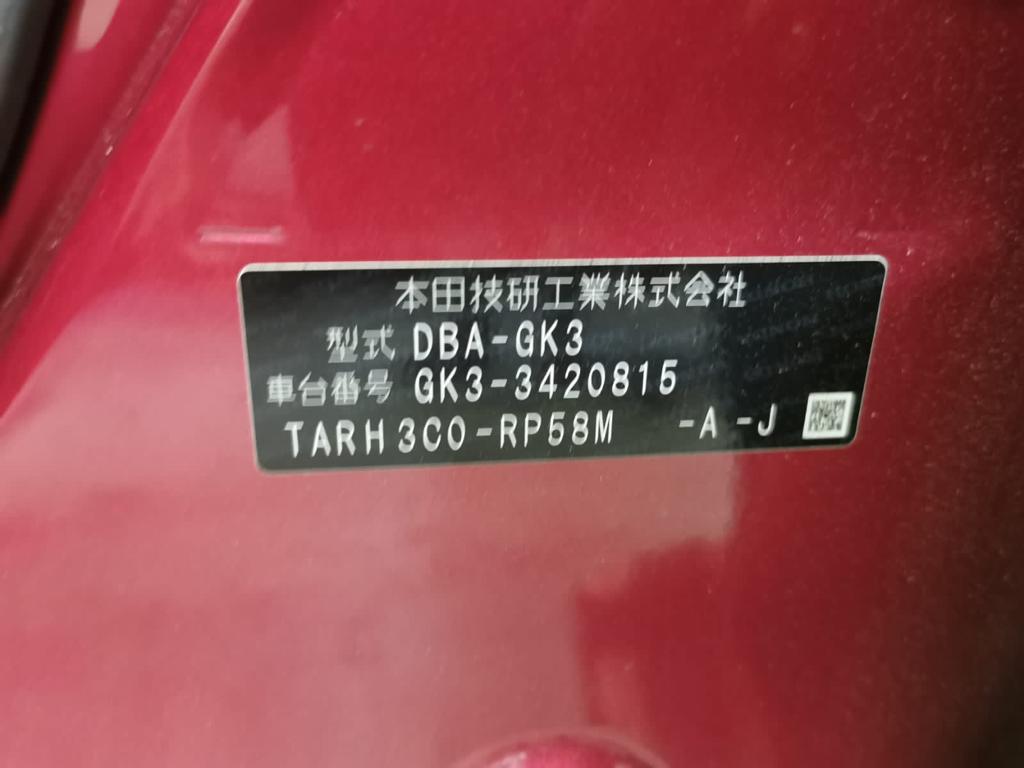 本田技研工業株式会社
型式 DBA-GK3
車台番号 GK3-3420815
TARH3C0-RP58M -A -J